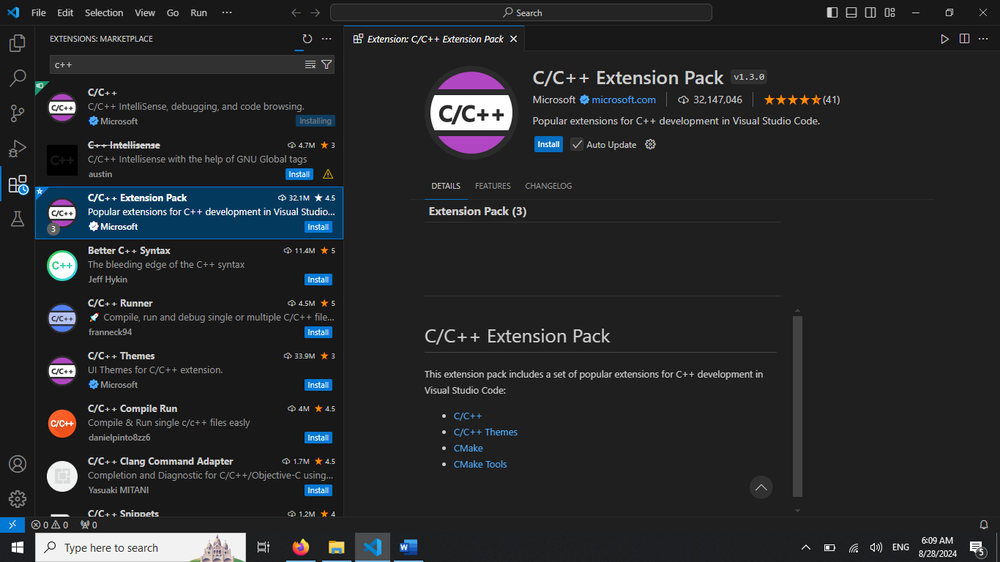 File Edit Selection View Go Run ···
Search
EXTENSIONS: MARKETPLACE
c++
C/C++
C/C++
C/C++ IntelliSense, debugging, and code browsing.
Microsoft Installing
C++
C++ Intellisense 4.7M 3
C/C++ Intellisense with the help of GNU Global tags
austin Install
C/C++
3
C/C++ Extension Pack 32.1M 4.5
Popular extensions for C++ development in Visual Studio...
Microsoft Install
C++
Better C++ Syntax 11.4M 5
The bleeding edge of the C++ syntax
Jeff Hykin Install
C/C++
C/C++ Runner 4.5M 5
🚀 Compile, run and debug single or multiple C/C++ file...
franneck94 Install
C/C++
C/C++ Themes 33.9M 3
UI Themes for C/C++ extension.
Microsoft Install
C/C++
C/C++ Compile Run 4M 4.5
Compile & Run single c/c++ files easly
danielpinto8zz6 Install
C/C++ Clang Command Adapter 1.7M 4.5
Completion and Diagnostic for C/C++/Objective-C using...
Yasuaki MITANI Install
C/C++ Snippets 1.2M 4
Extension: C/C++ Extension Pack
C/C++
C/C++ Extension Pack v1.3.0
Microsoft microsoft.com 32,147,046 (41)
Popular extensions for C++ development in Visual Studio Code.
Install Auto Update
DETAILS FEATURES CHANGELOG
Extension Pack (3)
C/C++ Extension Pack
This extension pack includes a set of popular extensions for C++ development in
Visual Studio Code:
• C/C++
• C/C++ Themes
• CMake
• CMake Tools
0 0 0
Type here to search
W
ENG
6:09 AM
8/28/2024
5